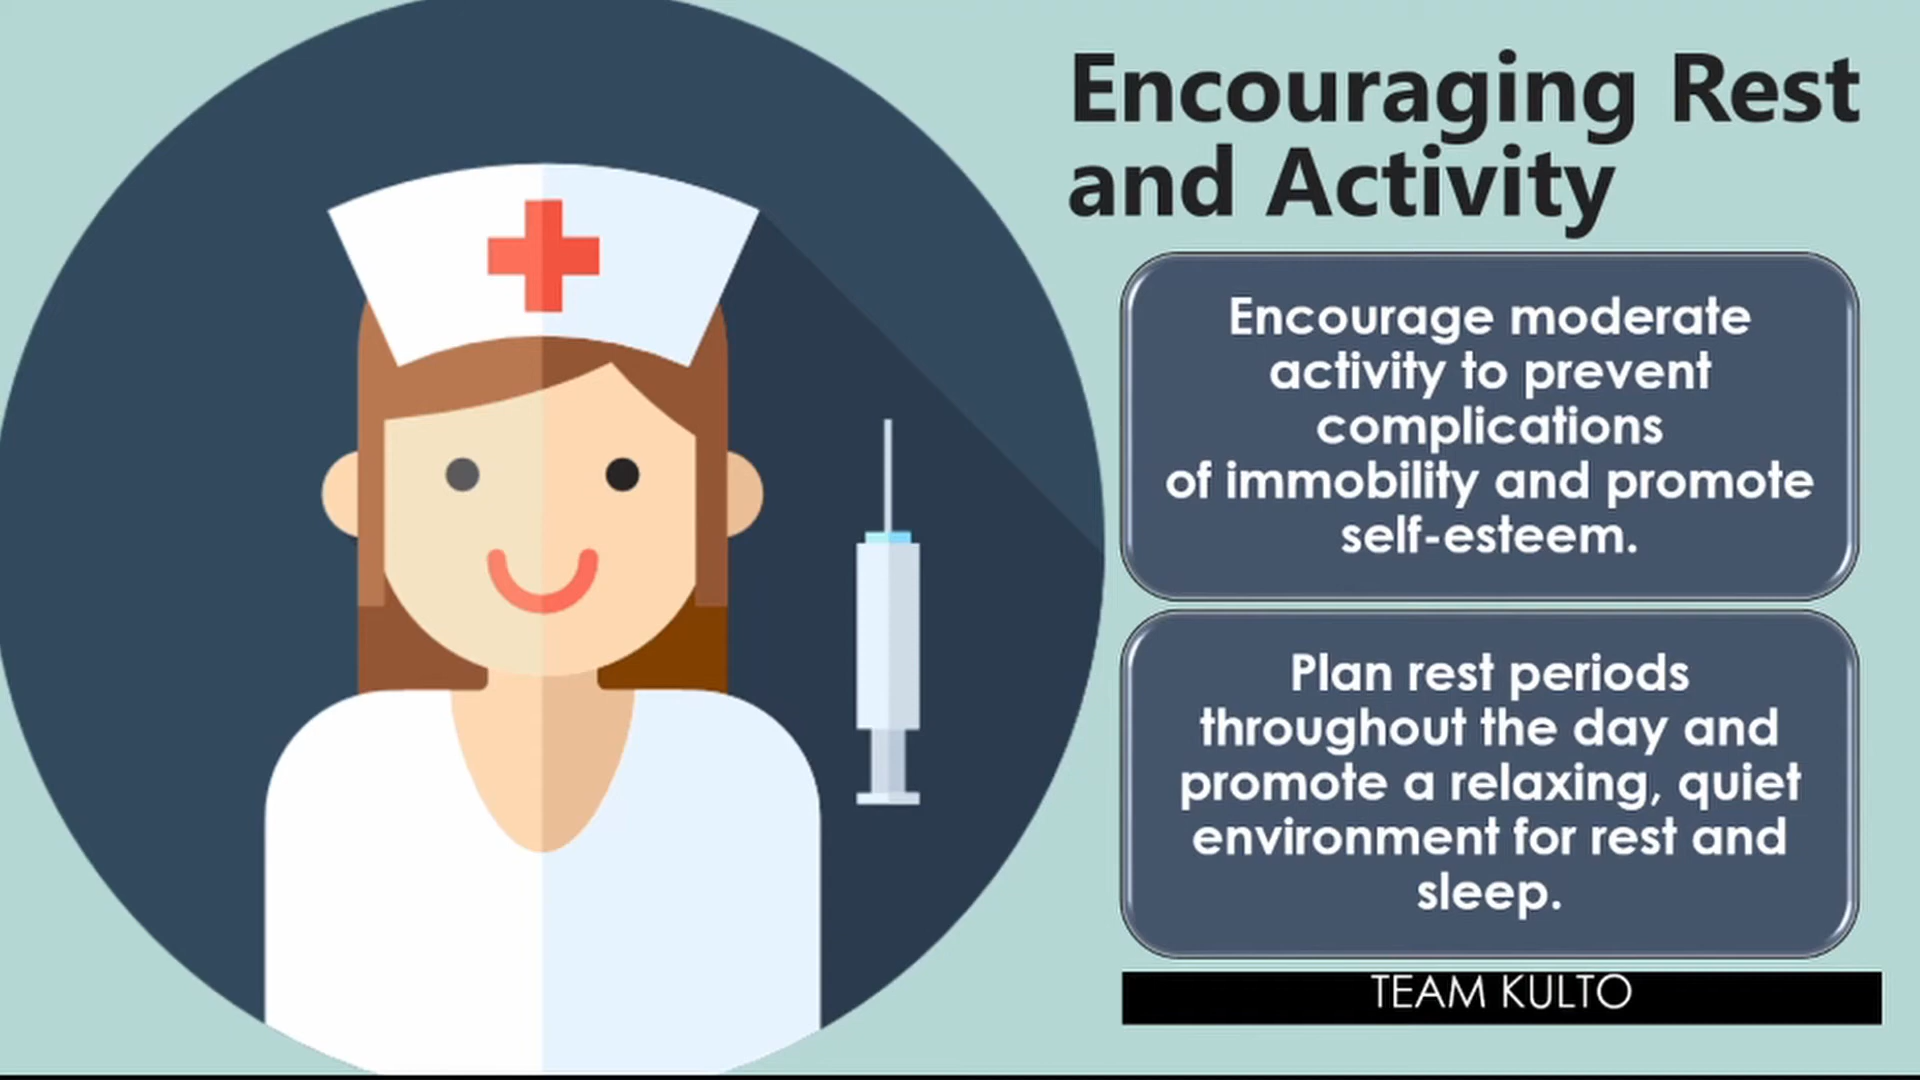 Encouraging Rest
and Activity
Encourage moderate
activity to prevent
complications
of immobility and promote
self-esteem.
Plan rest periods
throughout the day and
promote a relaxing, quiet
environment for rest and
sleep.
TEAM KULTO